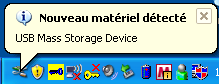 Nouveau matériel détecté
USB Mass Storage Device